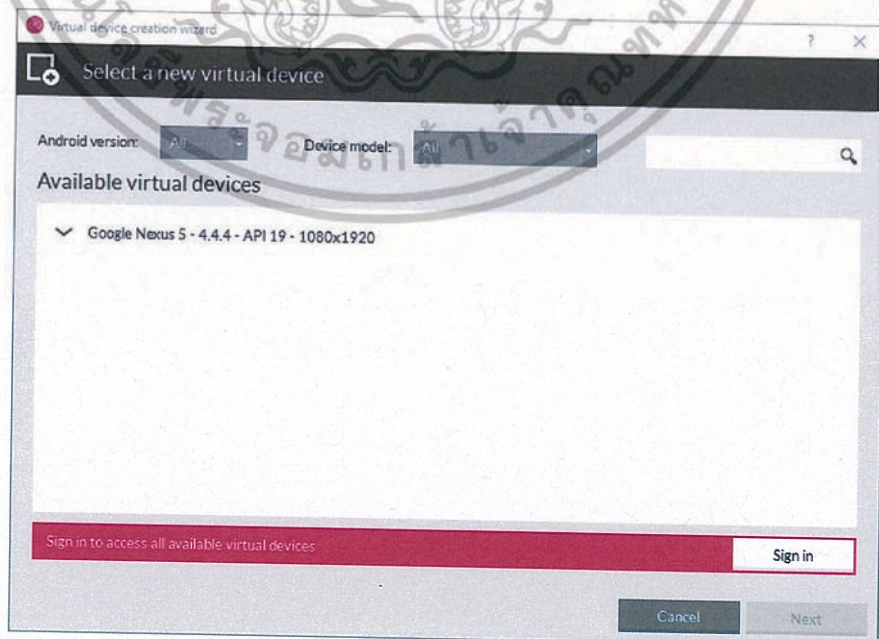 Virtual device creation wizard
Select a new virtual device
Android version: All
Device model: All
Available virtual devices
Google Nexus 5 - 4.4.4 - API 19 - 1080x1920
Sign in to access all available virtual devices
Sign in
Cancel
Next